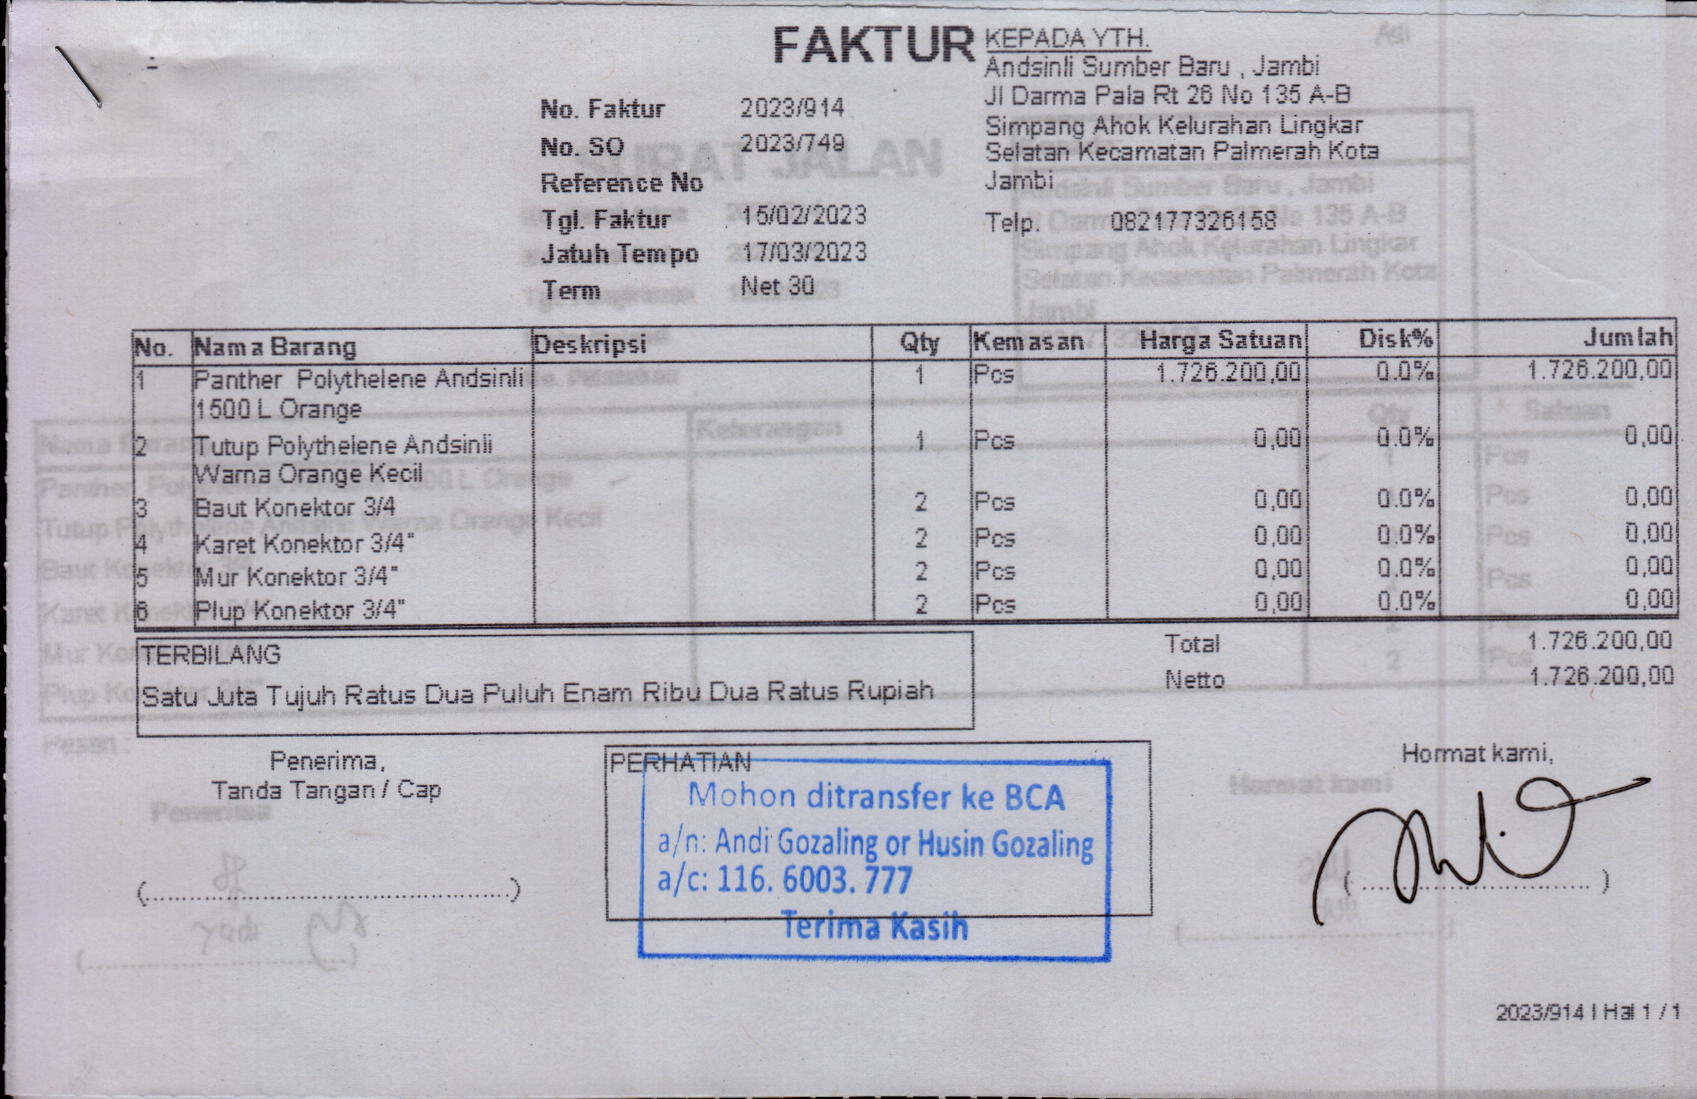 FAKTUR
KEPADA YTH.
Andsinli Sumber Baru , Jambi
Jl Darma Pala Rt 26 No 135 A-B
Simpang Ahok Kelurahan Lingkar
Selatan Kecamatan Palmerah Kota
Jambi
Telp. 082177326158
No. Faktur 2023/914
No. SO 2023/749
Reference No
Tgl. Faktur 15/02/2023
Jatuh Tempo 17/03/2023
Term Net 30
No. Nama Barang Deskripsi Qty Kemasan Harga Satuan Disk% Jumlah
1 Panther Polythelene Andsinli 1 Pcs 1.726.200,00 0.0% 1.726.200,00
1500 L Orange
2 Tutup Polythelene Andsinli 1 Pcs 0,00 0.0% 0,00
Warna Orange Kecil
3 Baut Konektor 3/4 2 Pcs 0,00 0.0% 0,00
4 Karet Konektor 3/4" 2 Pcs 0,00 0.0% 0,00
5 Mur Konektor 3/4" 2 Pcs 0,00 0.0% 0,00
6 Plup Konektor 3/4" 2 Pcs 0,00 0.0% 0,00
TERBILANG
Satu Juta Tujuh Ratus Dua Puluh Enam Ribu Dua Ratus Rupiah
Total 1.726.200,00
Netto 1.726.200,00
Penerima,
Tanda Tangan / Cap
(........................................)
PERHATIAN
Mohon ditransfer ke BCA
a/n: Andi Gozaling or Husin Gozaling
a/c: 116. 6003. 777
Terima Kasih
Hormat kami,
(........................................)
2023/914 | Hal 1 / 1
SURAT JALAN